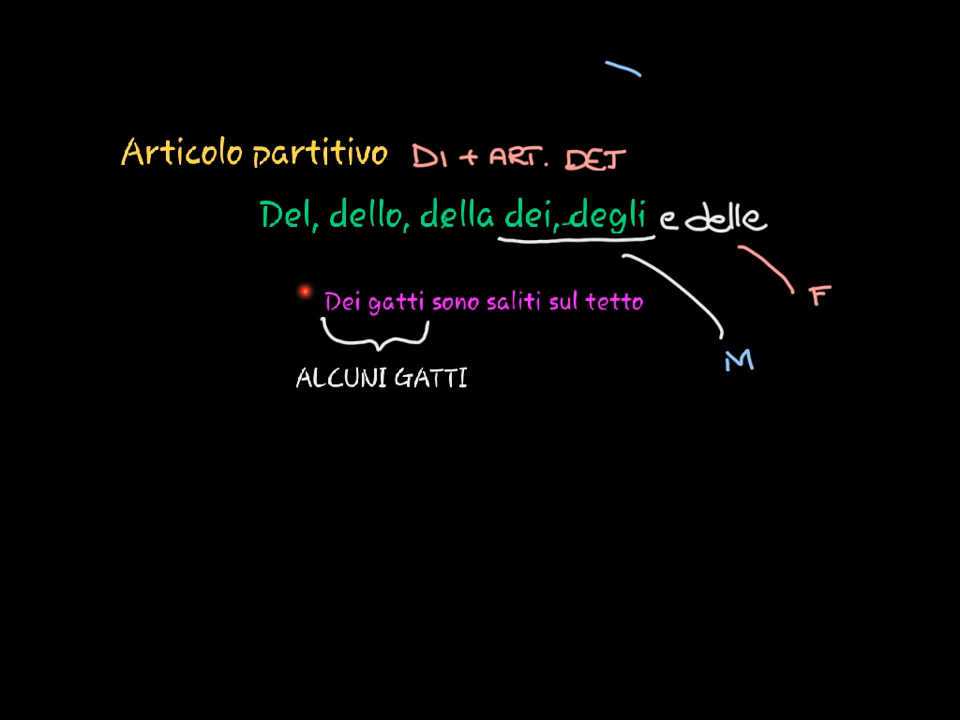 Articolo partitivo DI + ART. DET
Del, dello, della dei, degli e delle
Dei gatti sono saliti sul tetto
F
M
ALCUNI GATTI